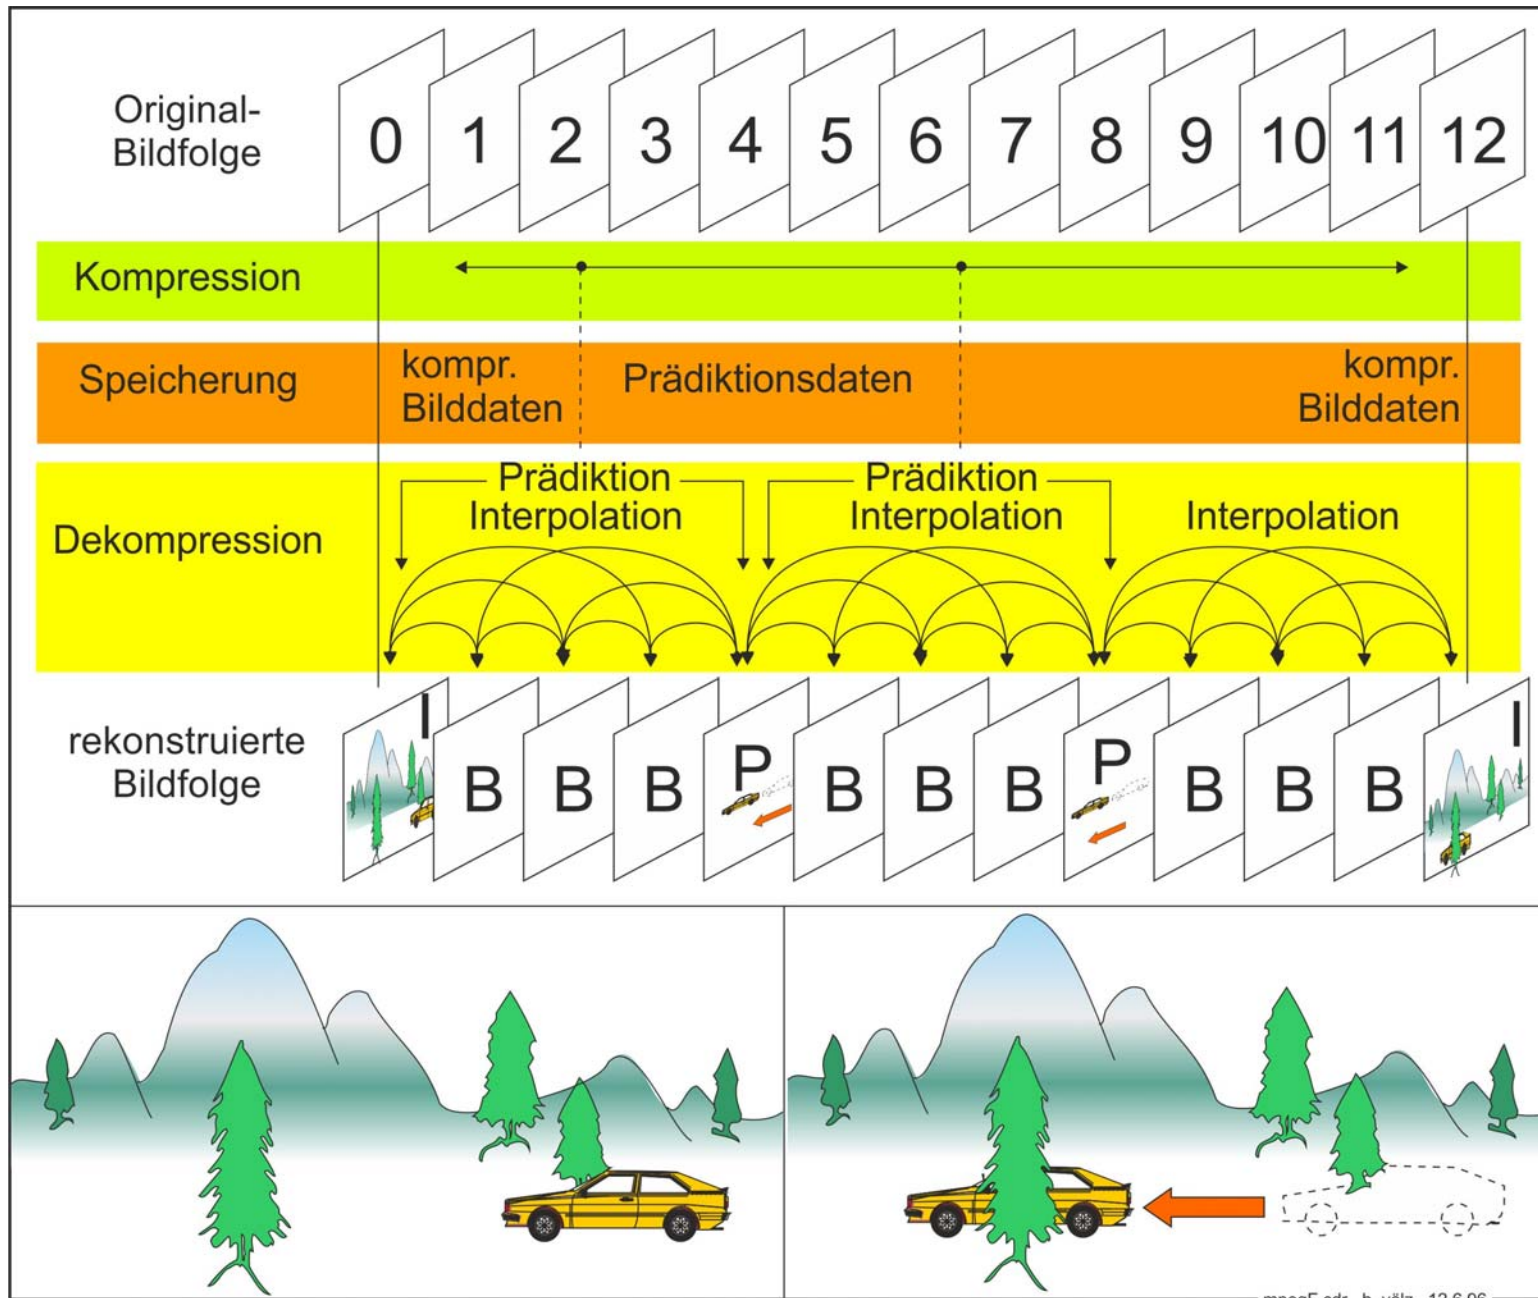 Original-
Bildfolge
0 1 2 3 4 5 6 7 8 9 10 11 12
Kompression
Speicherung
kompr.
Bilddaten
Prädiktionsdaten
kompr.
Bilddaten
Dekompression
Prädiktion
Interpolation
Prädiktion
Interpolation
Interpolation
rekonstruierte
Bildfolge
I B B B P B B B P B B B I